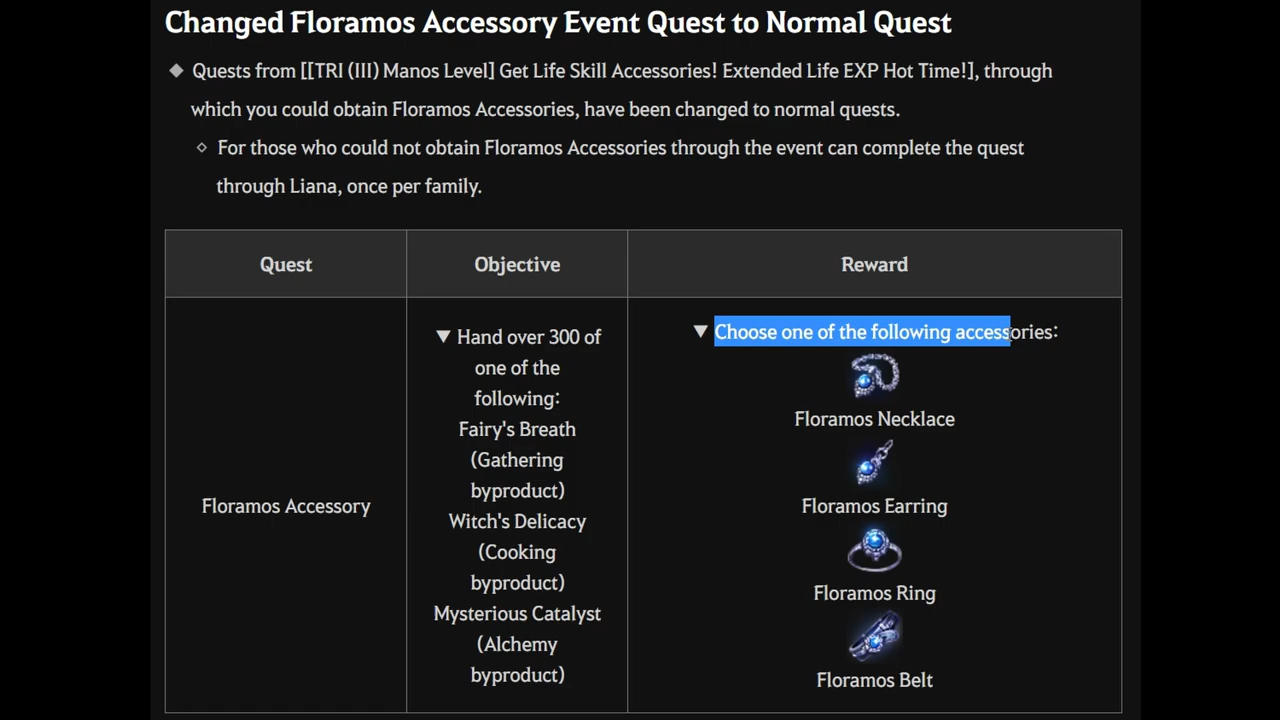 Changed Floramos Accessory Event Quest to Normal Quest
Quests from [[TRI (III) Manos Level] Get Life Skill Accessories! Extended Life EXP Hot Time!], through
which you could obtain Floramos Accessories, have been changed to normal quests.
For those who could not obtain Floramos Accessories through the event can complete the quest
through Liana, once per family.
Quest
Objective
Reward
Floramos Accessory
▼ Hand over 300 of
one of the
following:
Fairy's Breath
(Gathering
byproduct)
Witch's Delicacy
(Cooking
byproduct)
Mysterious Catalyst
(Alchemy
byproduct)
▼ Choose one of the following accessories:
Floramos Necklace
Floramos Earring
Floramos Ring
Floramos Belt